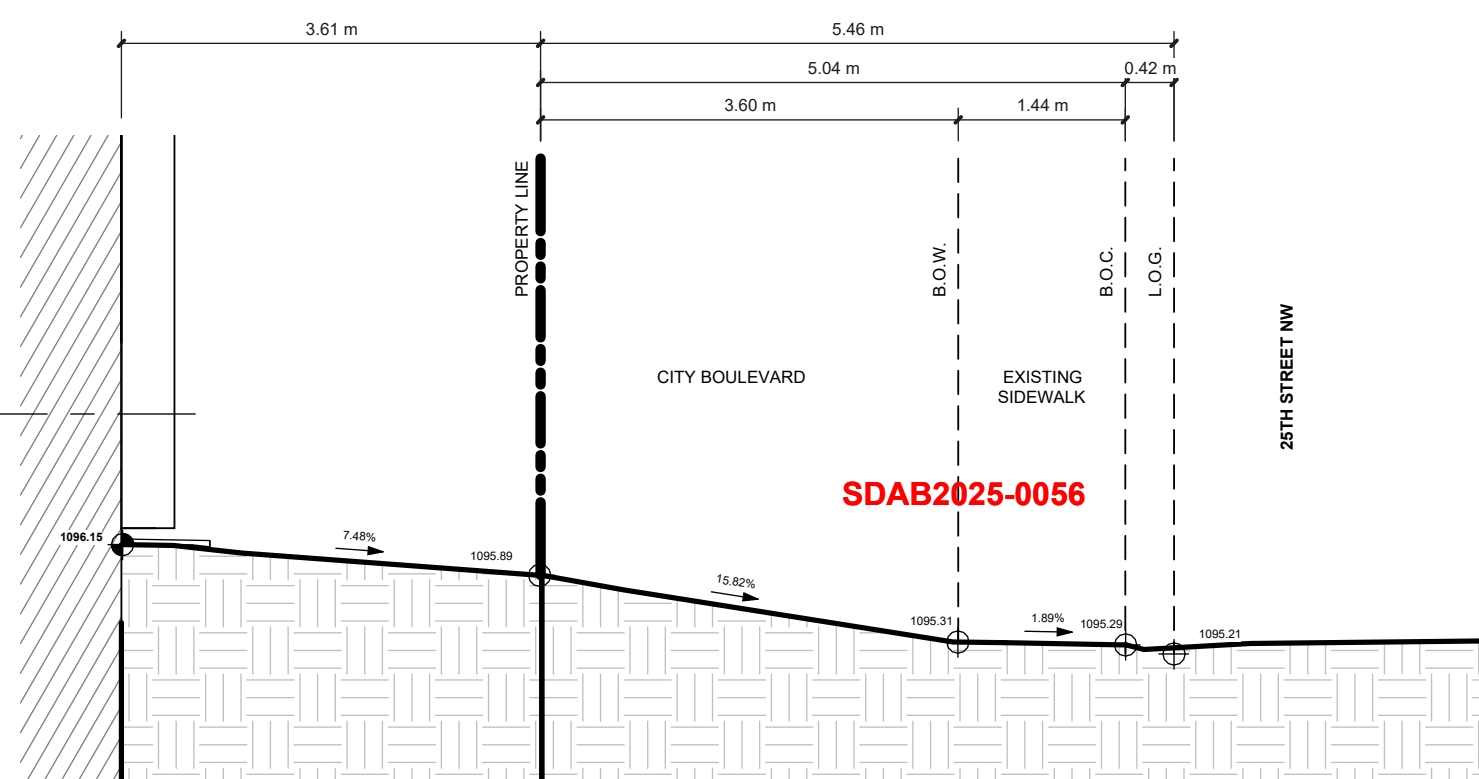 3.61 m
5.46 m
5.04 m
0.42 m
3.60 m
1.44 m
PROPERTY LINE
B.O.W.
B.O.C.
L.O.G.
25TH STREET NW
CITY BOULEVARD
EXISTING
SIDEWALK
SDAB2025-0056
1096.15
7.48%
1095.89
15.82%
1095.31
1.89%
1095.29
1095.21